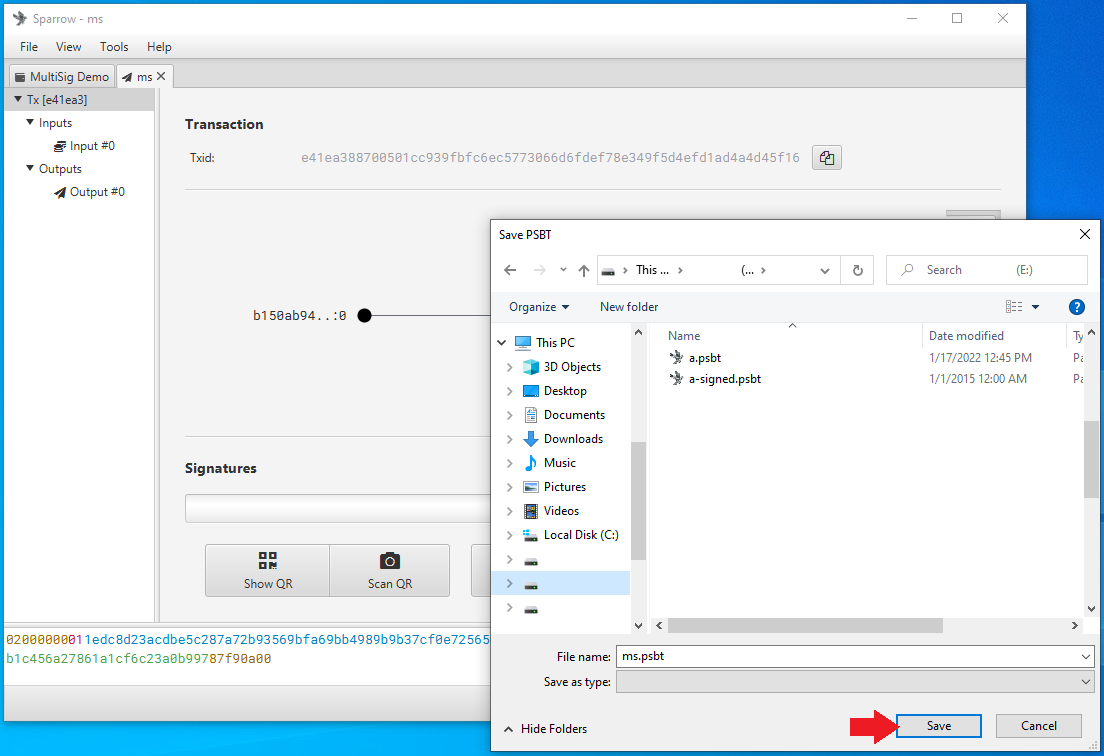 Sparrow - ms
File View Tools Help
MultiSig Demo ms
Tx [e41ea3]
Inputs
Input #0
Outputs
Output #0
Transaction
Txid: e41ea388700501cc939fbfc6ec5773066d6fdef78e349f5d4efd1ad4a4d45f16
b150ab94..:0
Signatures
Show QR Scan QR
02000000011edc8d23acdbe5c287a72b93569bfa69bb4989b9b37cf0e72565
b1c456a27861a1cf6c23a0b99787f90a00
Save PSBT
This ... (... Search (E:)
Organize New folder
This PC
3D Objects
Desktop
Documents
Downloads
Music
Pictures
Videos
Local Disk (C:)
Name Date modified Ty
a.psbt 1/17/2022 12:45 PM Pa
a-signed.psbt 1/1/2015 12:00 AM Pa
File name: ms.psbt
Save as type:
Hide Folders Save Cancel